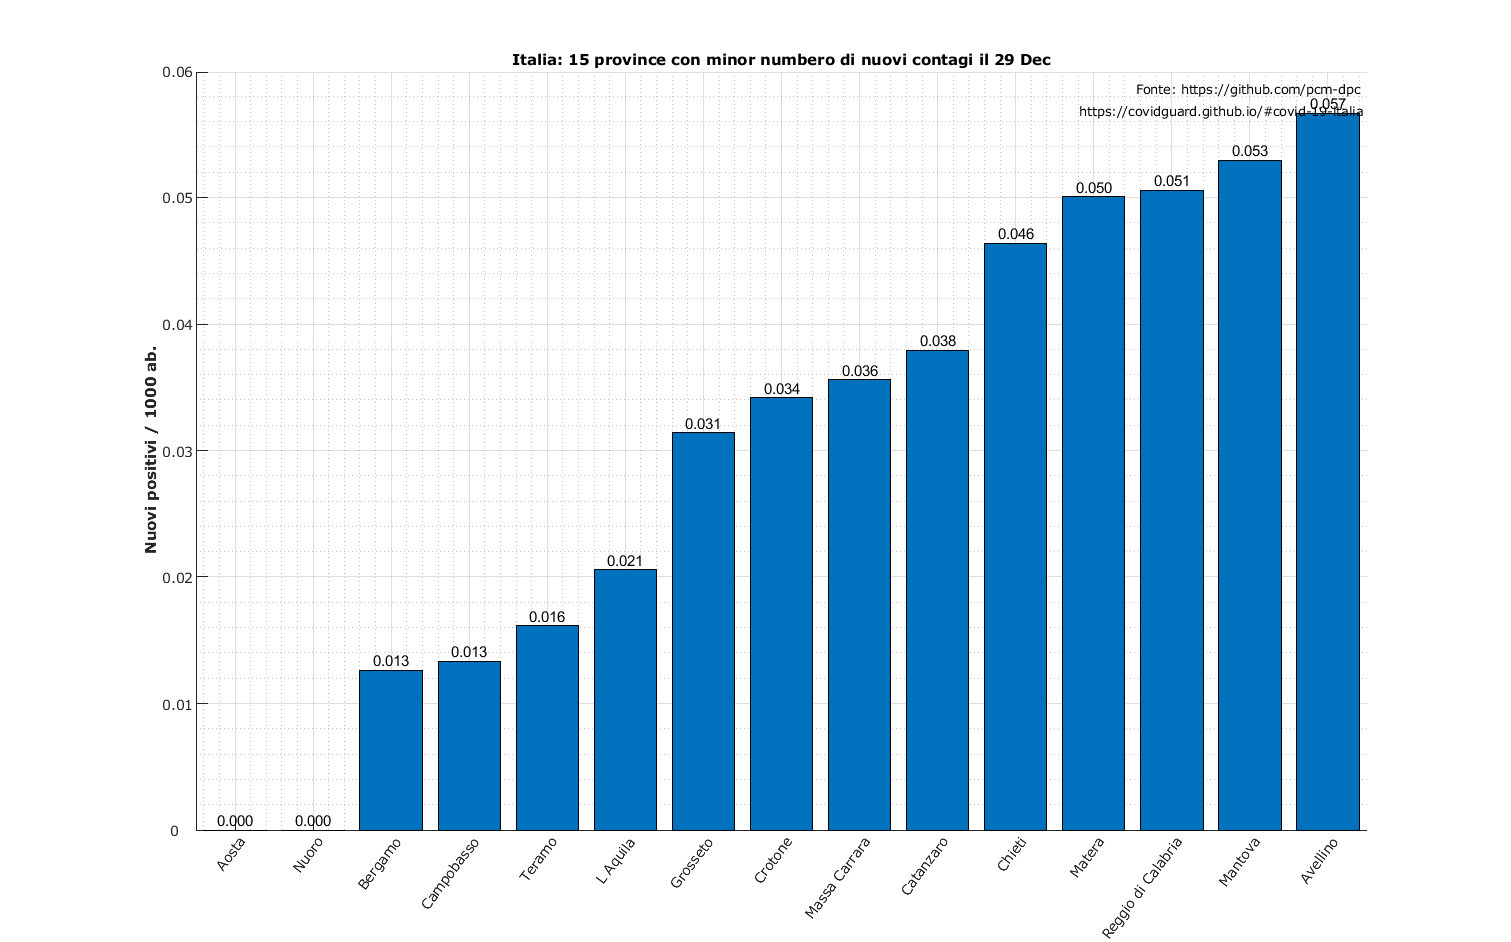 Italia: 15 province con minor numbero di nuovi contagi il 29 Dec
Fonte: https://github.com/pcm-dpc
https://covidguard.github.io/#covid-19-italia
Nuovi positivi / 1000 ab.
0.06
0.05
0.04
0.03
0.02
0.01
0
0.000
0.000
0.013
0.013
0.016
0.021
0.031
0.034
0.036
0.038
0.046
0.050
0.051
0.053
0.057
Aosta
Nuoro
Bergamo
Campobasso
Teramo
L Aquila
Grosseto
Crotone
Massa Carrara
Catanzaro
Chieti
Matera
Reggio di Calabria
Mantova
Avellino